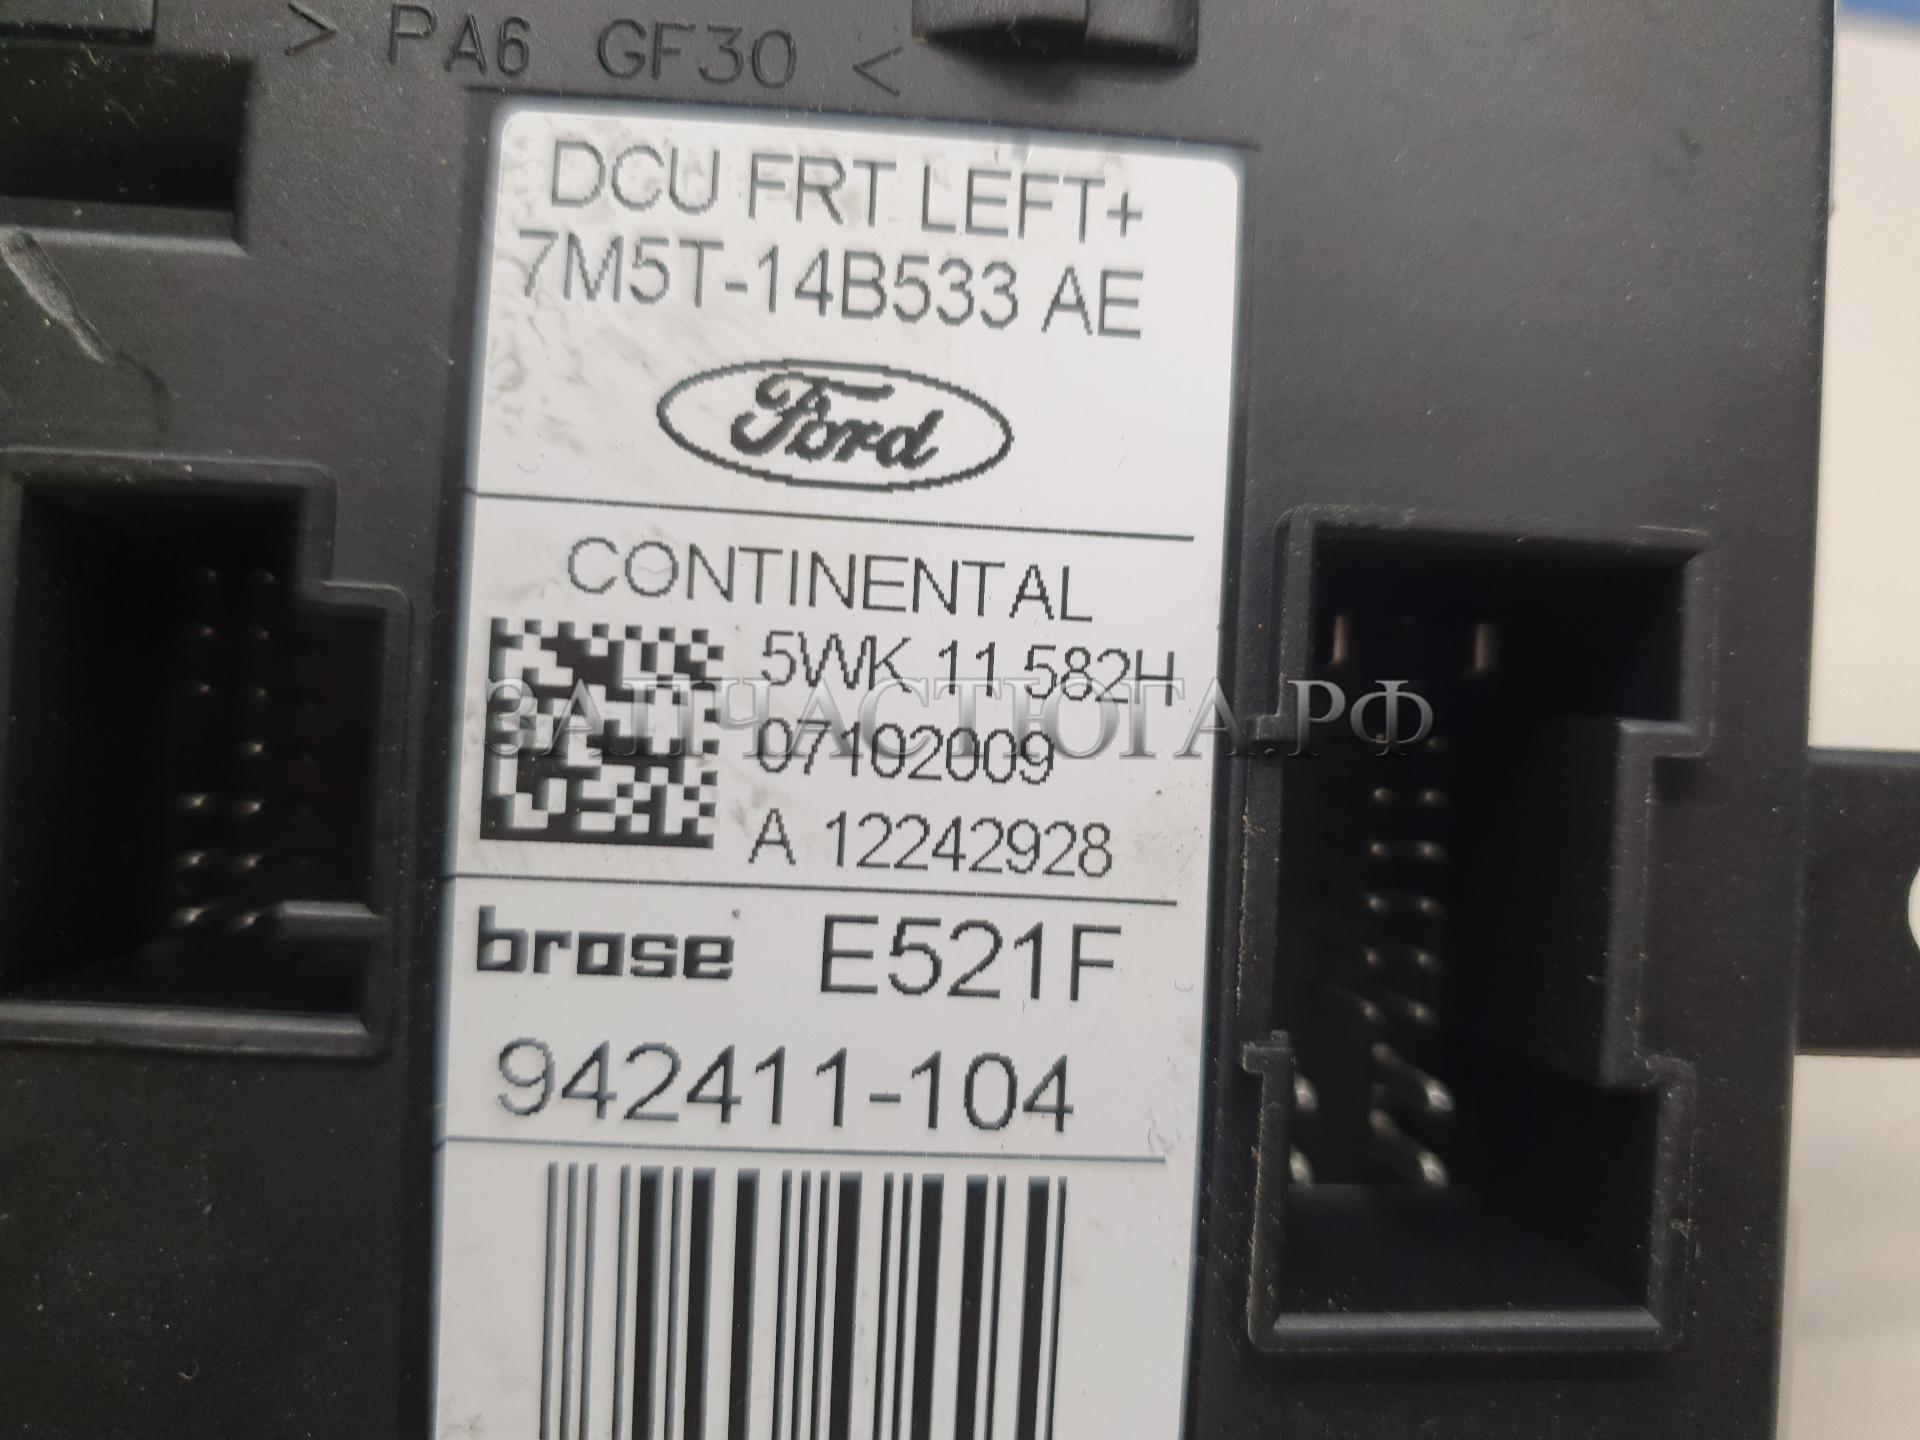 > PA6 GF30 <
DCU FRT LEFT+
7M5T-14B533 AE
Ford
CONTINENTAL
5WK 11 582H
ЗАПЧАСТЮГА.РФ
07102009
A 12242928
brose E521F
942411-104